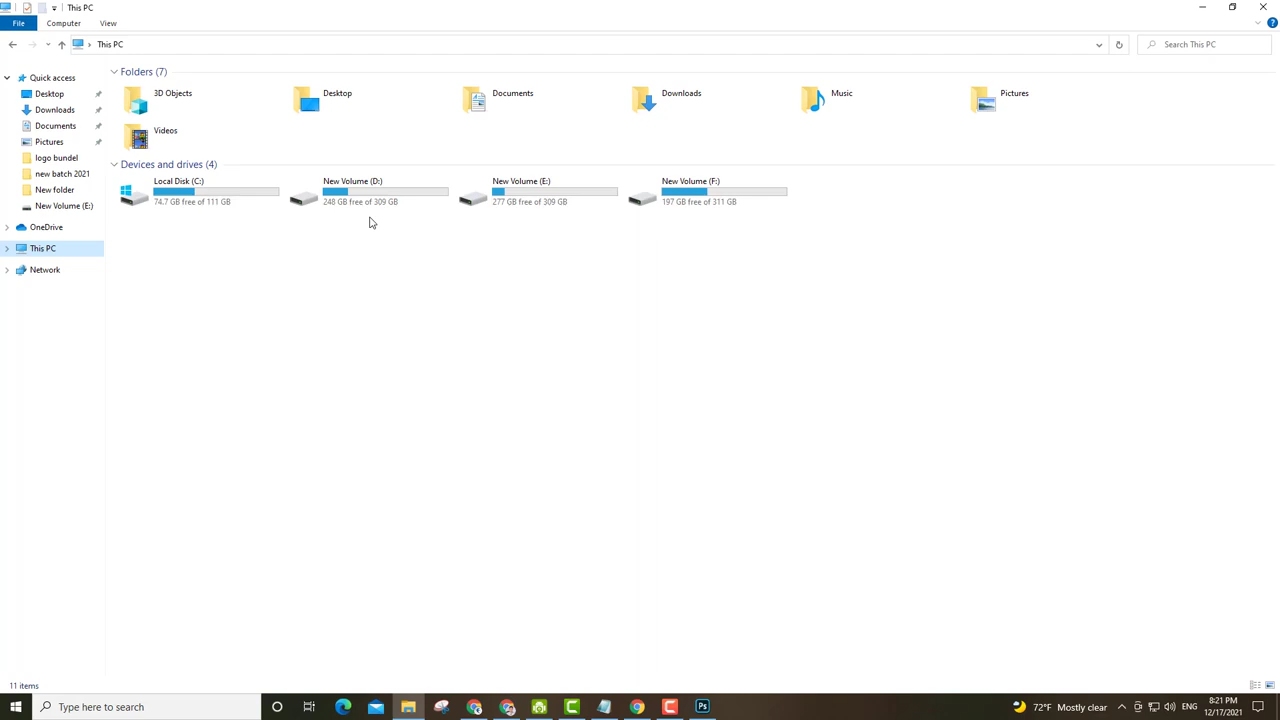 This PC
File Computer View
This PC
Search This PC
Quick access
Desktop
Downloads
Documents
Pictures
logo bundel
new batch 2021
New folder
New Volume (E:)
OneDrive
This PC
Network
Folders (7)
3D Objects Desktop Documents Downloads Music Pictures
Videos
Devices and drives (4)
Local Disk (C:) New Volume (D:) New Volume (E:) New Volume (F:)
74.7 GB free of 111 GB 248 GB free of 309 GB 277 GB free of 309 GB 197 GB free of 311 GB
11 items
Type here to search
Ps
72°F Mostly clear
ENG
8:21 PM
12/17/2021